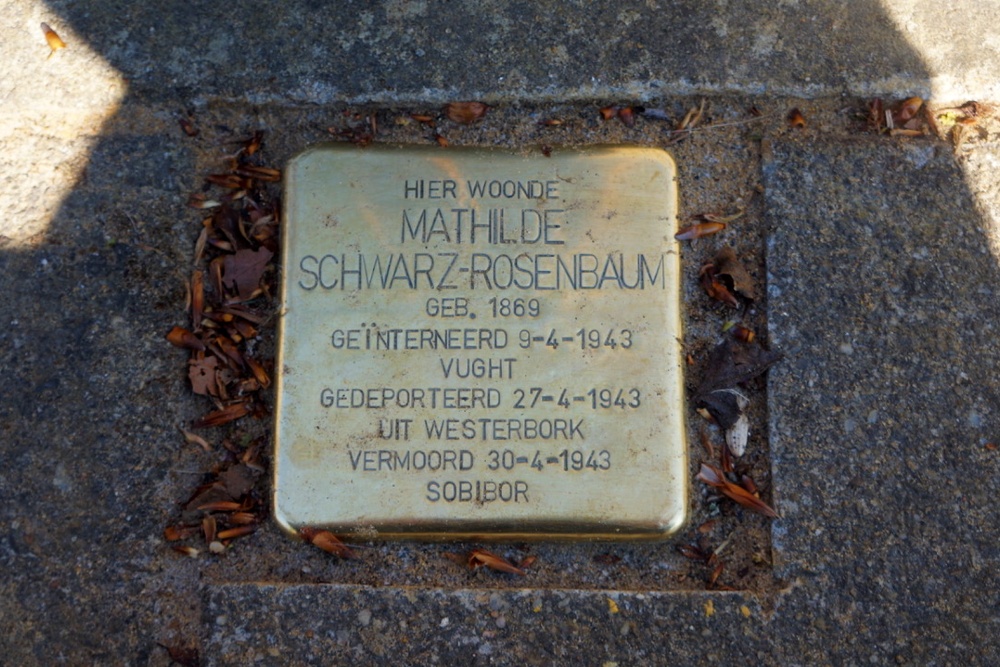 HIER WOONDE
MATHILDE
SCHWARZ-ROSENBAUM
GEB. 1869
GEÏNTERNEERD 9-4-1943
VUGHT
GEDEPORTEERD 27-4-1943
UIT WESTERBORK
VERMOORD 30-4-1943
SOBIBOR